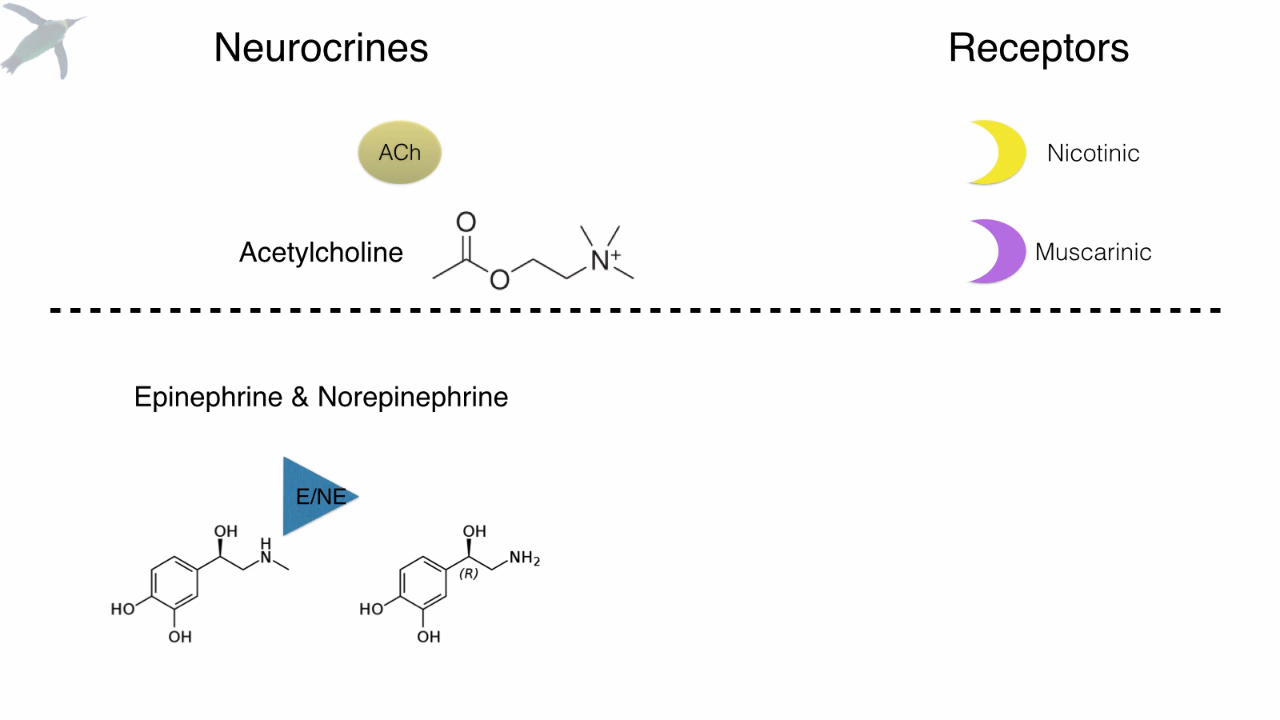 Neurocrines
Receptors
ACh
Nicotinic
Acetylcholine
O
O
N+
Muscarinic
Epinephrine & Norepinephrine
E/NE
OH
H
N
HO
OH
OH
NH2
(R)
HO
OH